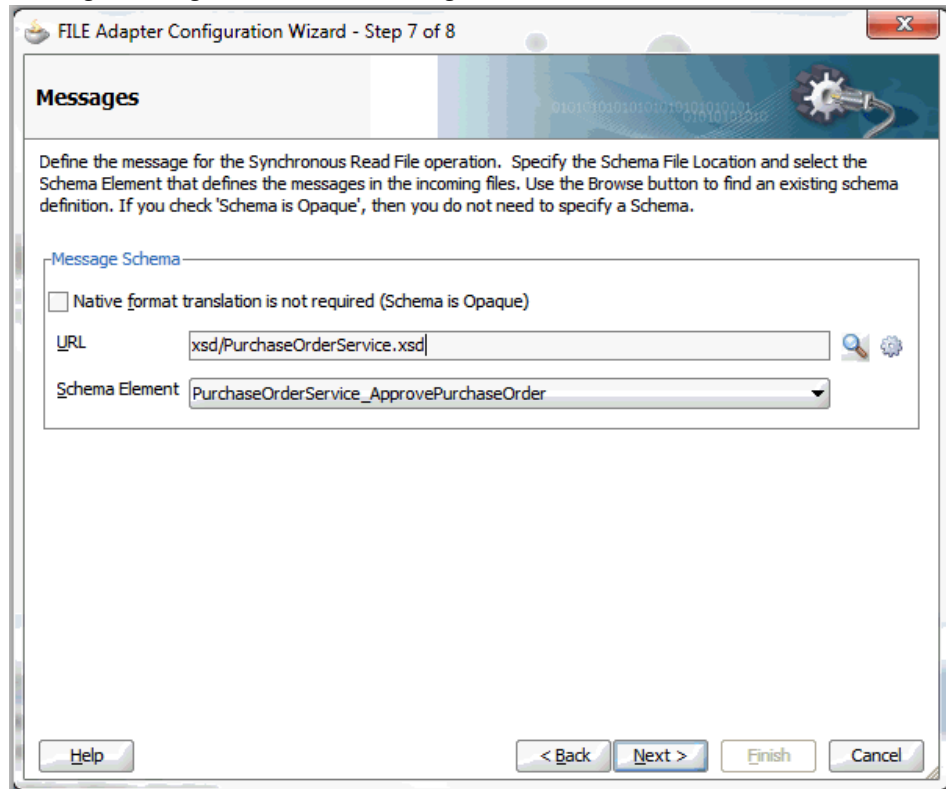 FILE Adapter Configuration Wizard - Step 7 of 8
X
Messages
Define the message for the Synchronous Read File operation. Specify the Schema File Location and select the
Schema Element that defines the messages in the incoming files. Use the Browse button to find an existing schema
definition. If you check 'Schema is Opaque', then you do not need to specify a Schema.
Message Schema
Native format translation is not required (Schema is Opaque)
URL xsd/PurchaseOrderService.xsd
Schema Element PurchaseOrderService_ApprovePurchaseOrder
Help < Back Next > Finish Cancel